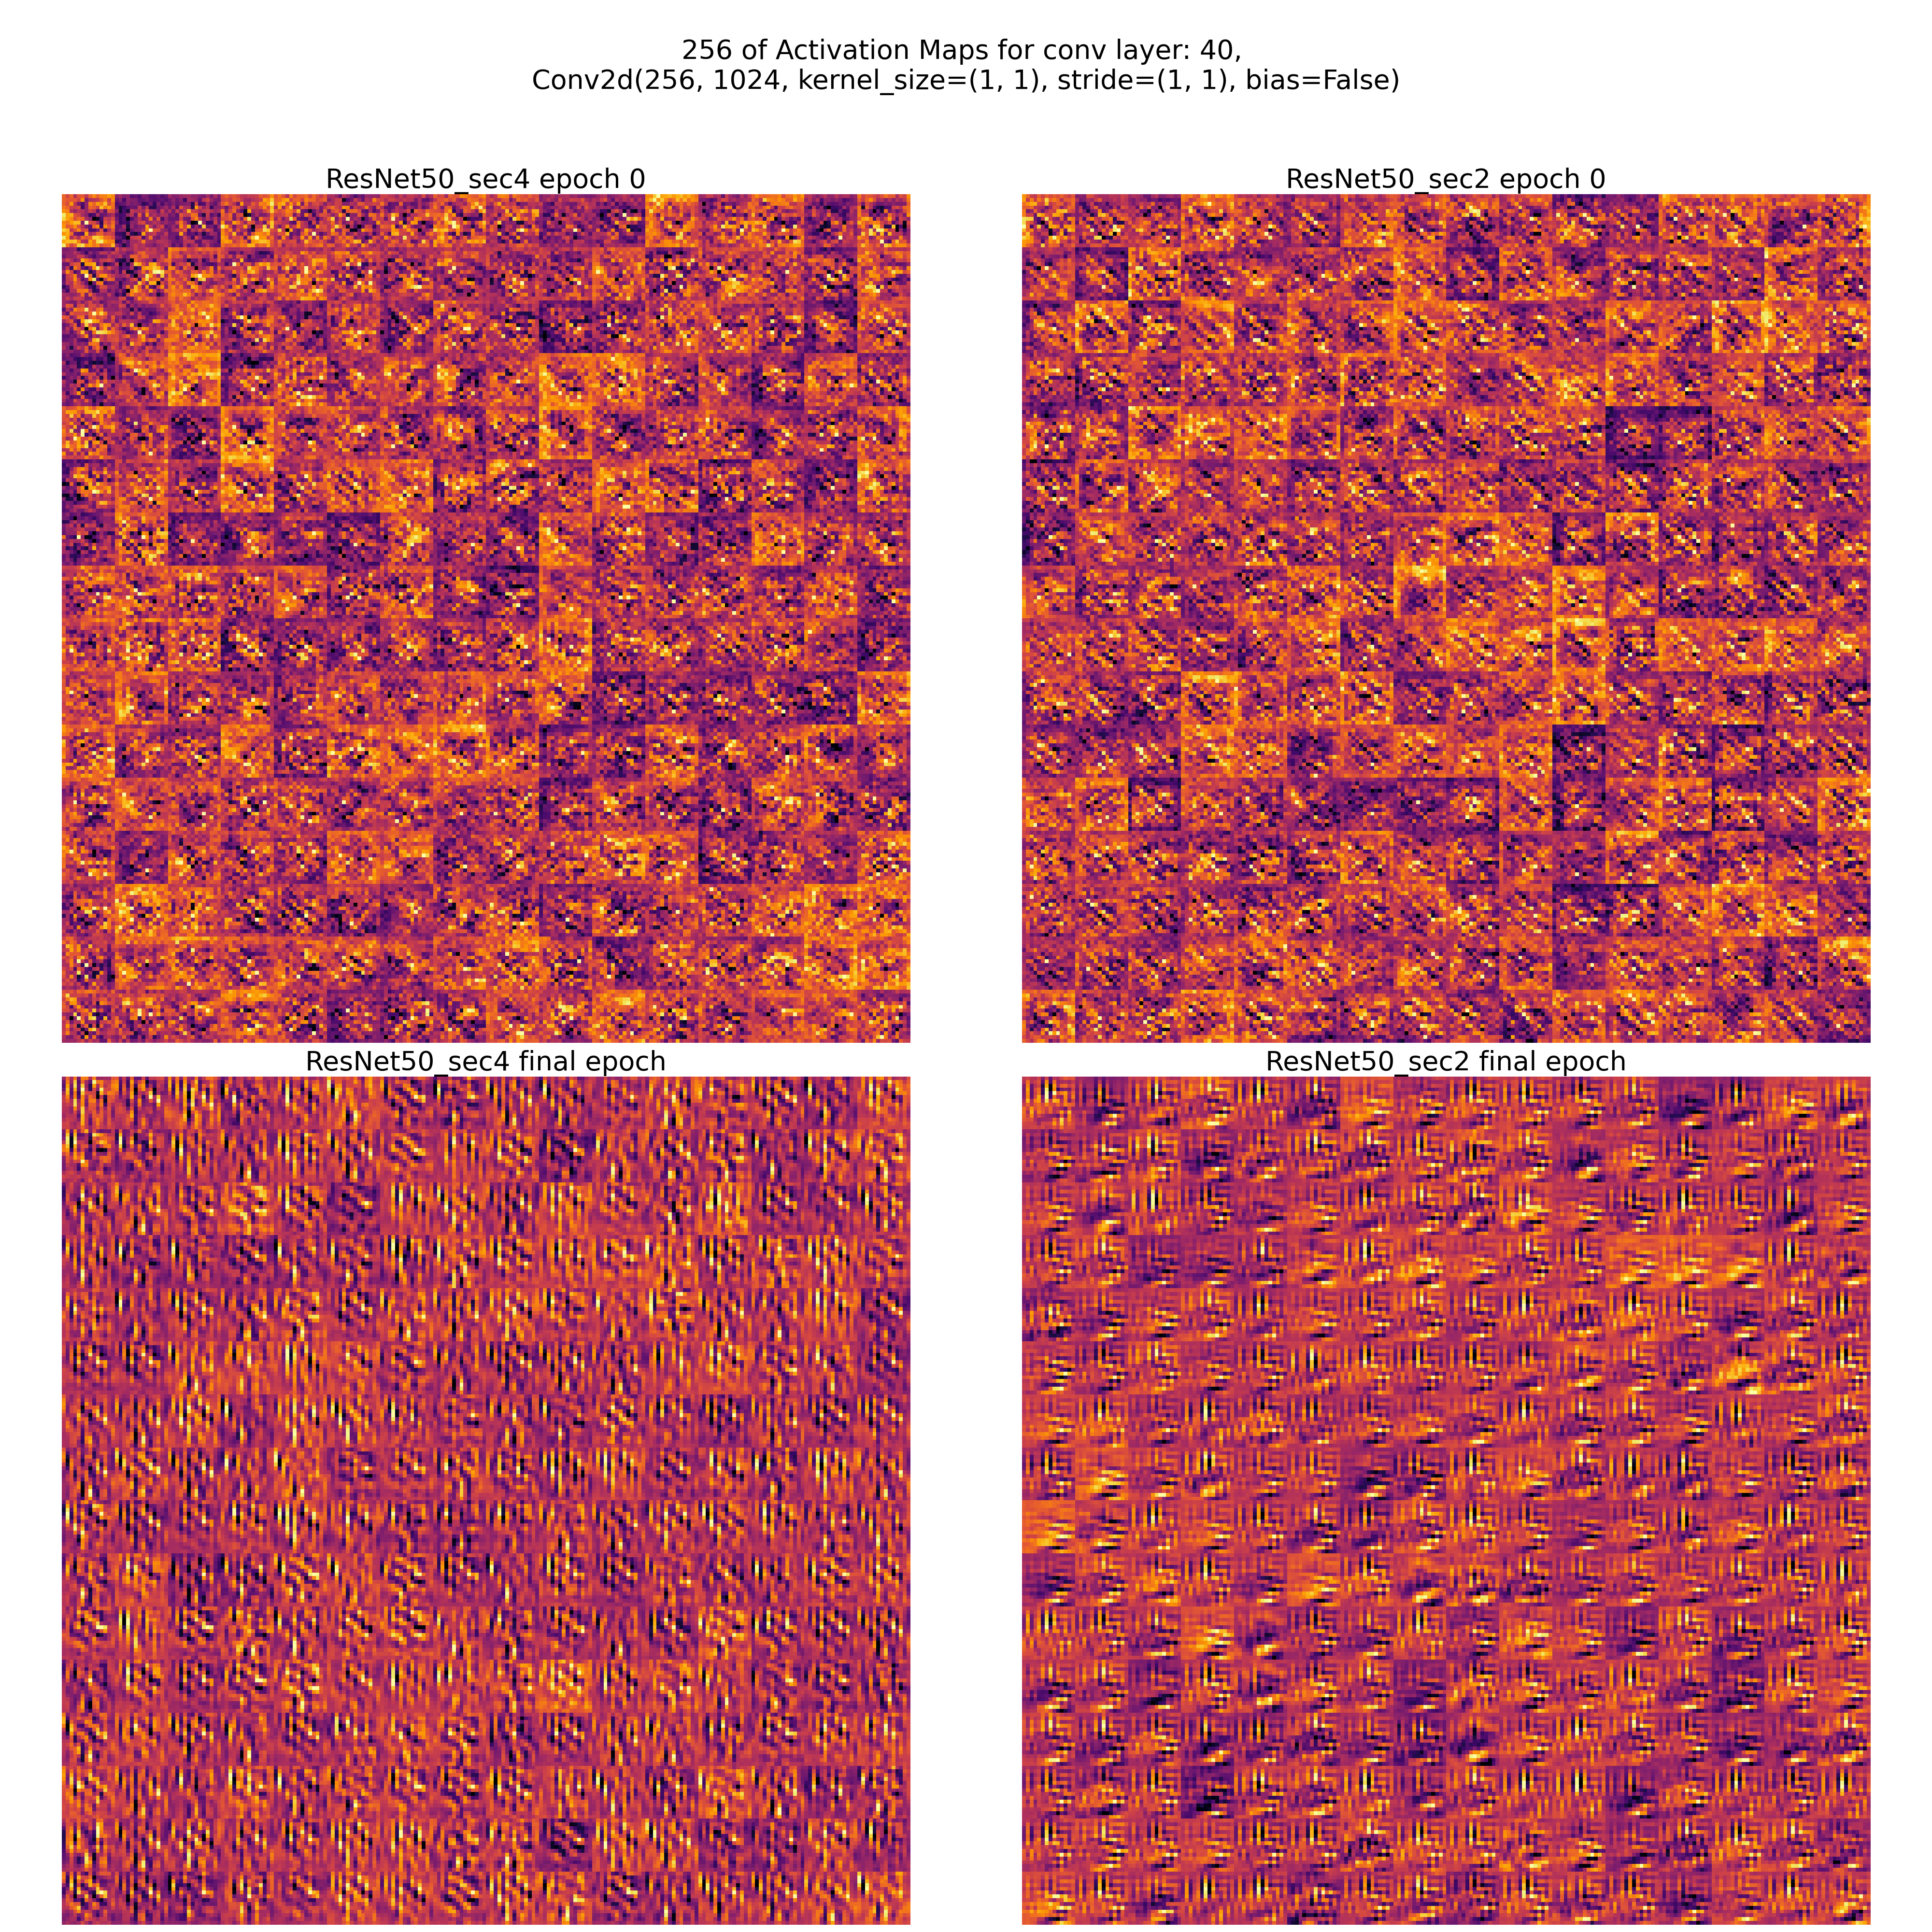 256 of Activation Maps for conv layer: 40,
Conv2d(256, 1024, kernel_size=(1, 1), stride=(1, 1), bias=False)
ResNet50_sec4 epoch 0
ResNet50_sec2 epoch 0
ResNet50_sec4 final epoch
ResNet50_sec2 final epoch